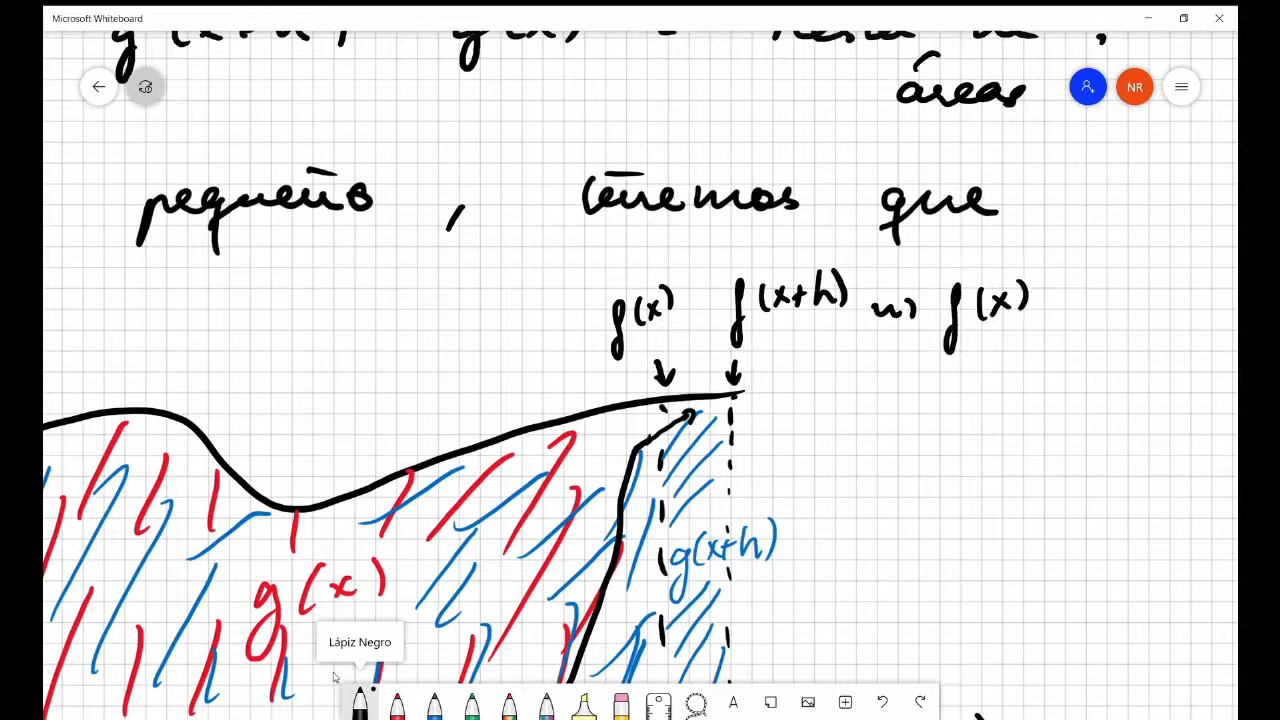 Microsoft Whiteboard
g(x+h) g(x) =
áreas
NR
pequeño, tenemos que
f(x) f(x+h) ~> f(x)
g(x+h)
g(x)
Lápiz Negro
A